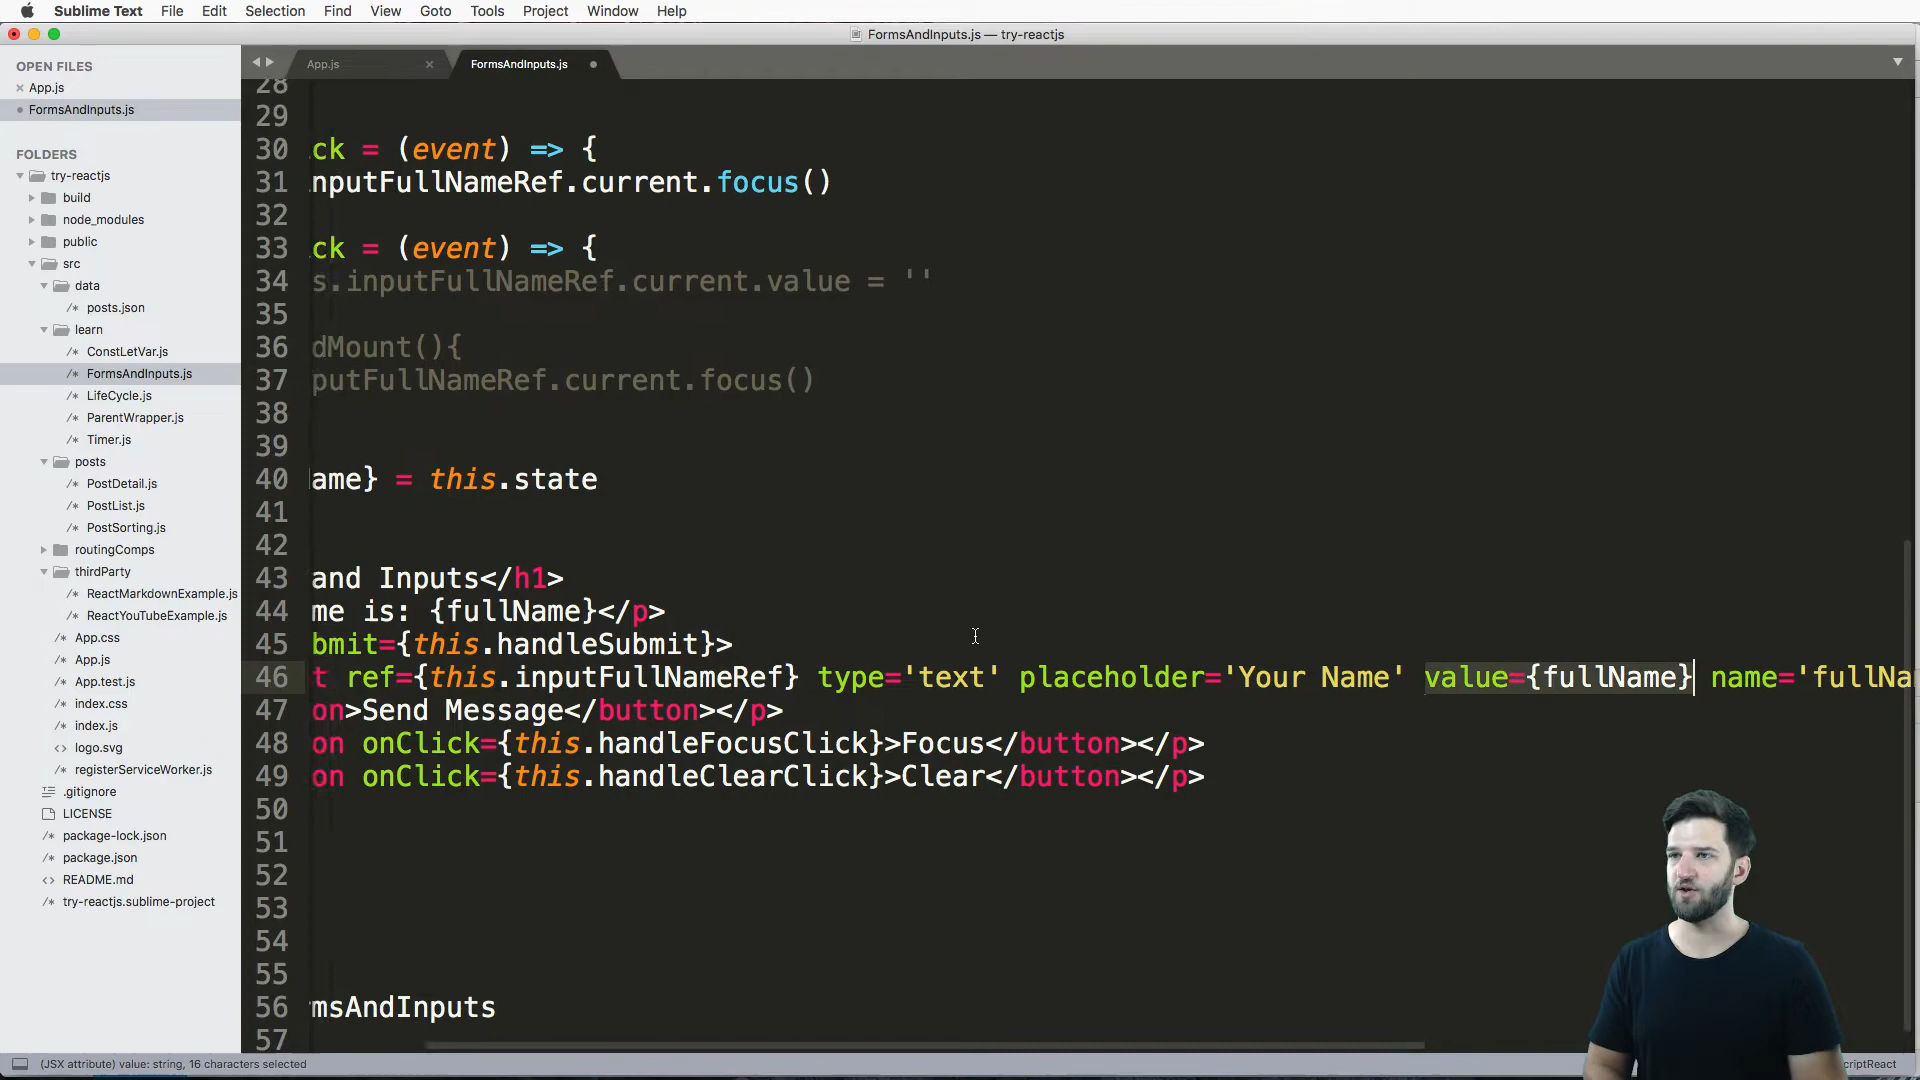 Sublime Text File Edit Selection Find View Goto Tools Project Window Help
FormsAndInputs.js — try-reactjs
OPEN FILES
App.js
FormsAndInputs.js
FOLDERS
try-reactjs
build
node_modules
public
src
data
posts.json
learn
ConstLetVar.js
FormsAndInputs.js
LifeCycle.js
ParentWrapper.js
Timer.js
posts
PostDetail.js
PostList.js
PostSorting.js
routingComps
thirdParty
ReactMarkdownExample.js
ReactYouTubeExample.js
App.css
App.js
App.test.js
index.css
index.js
logo.svg
registerServiceWorker.js
.gitignore
LICENSE
package-lock.json
package.json
README.md
try-reactjs.sublime-project
App.js FormsAndInputs.js
28
29
30 ck = (event) => {
31 inputFullNameRef.current.focus()
32
33 ck = (event) => {
34 s.inputFullNameRef.current.value = ''
35
36 dMount(){
37 putFullNameRef.current.focus()
38
39
40 ame} = this.state
41
42
43 and Inputs</h1>
44 me is: {fullName}</p>
45 bmit={this.handleSubmit}>
46 t ref={this.inputFullNameRef} type='text' placeholder='Your Name' value={fullName} name='fullNa
47 on>Send Message</button></p>
48 on onClick={this.handleFocusClick}>Focus</button></p>
49 on onClick={this.handleClearClick}>Clear</button></p>
50
51
52
53
54
55
56 rmsAndInputs
57
(JSX attribute) value: string, 16 characters selected
criptReact